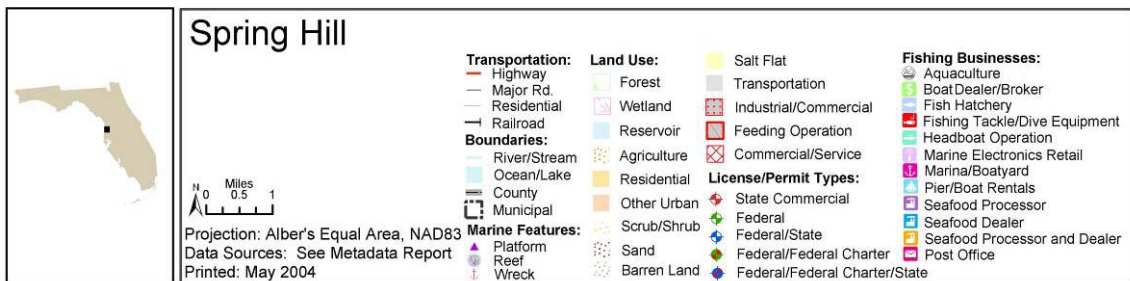 Spring Hill
N
Miles
0 0.5 1
Projection: Alber's Equal Area, NAD83
Data Sources: See Metadata Report
Printed: May 2004
Transportation:
Highway
Major Rd.
Residential
Railroad
Boundaries:
River/Stream
Ocean/Lake
County
Municipal
Marine Features:
Platform
Reef
Wreck
Land Use:
Forest
Wetland
Reservoir
Agriculture
Residential
Other Urban
Scrub/Shrub
Sand
Barren Land
Salt Flat
Transportation
Industrial/Commercial
Feeding Operation
Commercial/Service
License/Permit Types:
State Commercial
Federal
Federal/State
Federal/Federal Charter
Federal/Federal Charter/State
Fishing Businesses:
Aquaculture
Boat Dealer/Broker
Fish Hatchery
Fishing Tackle/Dive Equipment
Headboat Operation
Marine Electronics Retail
Marina/Boatyard
Pier/Boat Rentals
Seafood Processor
Seafood Dealer
Seafood Processor and Dealer
Post Office